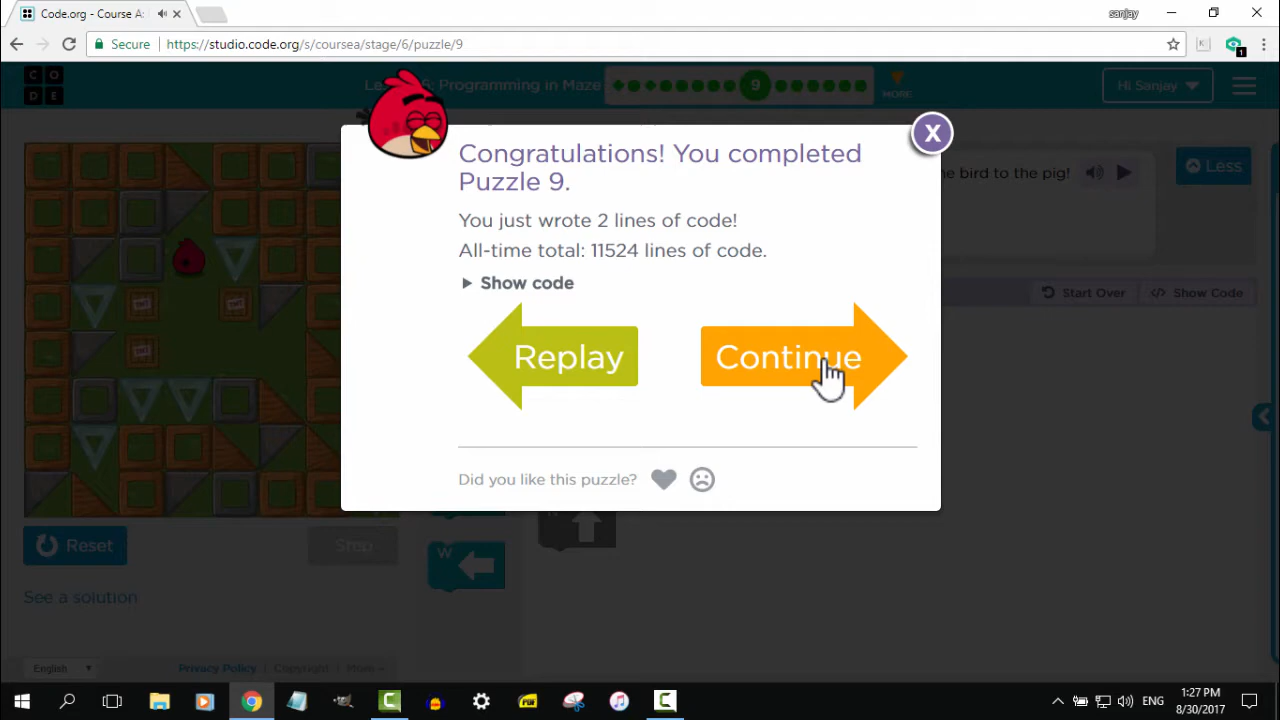 Code.org - Course A:
sanjay
Secure
https://studio.code.org/s/coursea/stage/6/puzzle/9
K
1
C O
D E
Programming in Maze
9
MORE
Hi Sanjay
Congratulations! You completed
Puzzle 9.
X
bird to the pig!
Less
You just wrote 2 lines of code!
All-time total: 11524 lines of code.
Show code
Start Over
Show Code
Replay
Continue
Did you like this puzzle?
Reset
Step
W
See a solution
English
Privacy Policy
Copyright
More
PDF
ENG
1:27 PM
8/30/2017